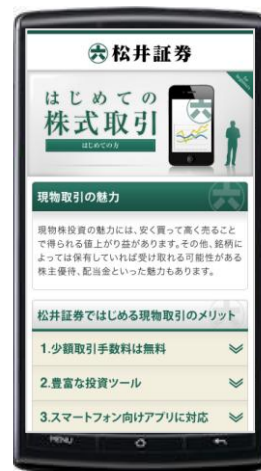 松井証券
はじめての
株式取引
はじめての方
現物取引の魅力
現物株投資の魅力には、安く買って高く売ること
で得られる値上がり益があります。その他、銘柄に
よっては保有していれば受け取れる可能性がある
株主優待、配当金といった魅力もあります。
松井証券ではじめる現物取引のメリット
1.少額取引手数料は無料
2.豊富な投資ツール
3.スマートフォン向けアプリに対応
MENU